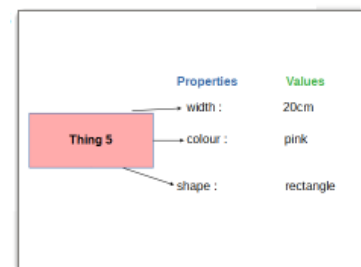 Properties Values
width : 20cm
Thing 5 colour : pink
shape : rectangle